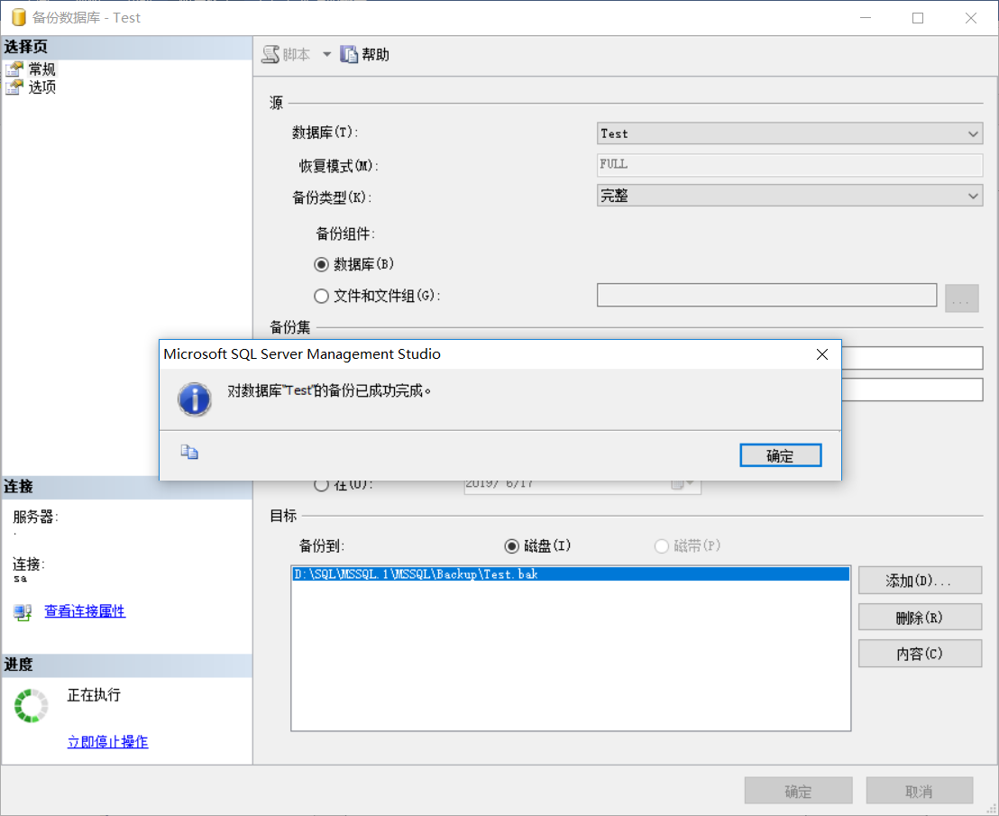 备份数据库 - Test
选择页
常规
选项
脚本
帮助
源
数据库(T):
Test
恢复模式(M):
FULL
备份类型(K):
完整
备份组件:
数据库(B)
文件和文件组(G):
...
备份集
Microsoft SQL Server Management Studio
对数据库"Test"的备份已成功完成。
确定
在(O):
2019/ 6/17
目标
备份到:
磁盘(I)
磁带(P)
D:\SQL\MSSQL.1\MSSQL\Backup\Test.bak
添加(D)...
删除(R)
内容(C)
连接
服务器:
.
连接:
sa
查看连接属性
进度
正在执行
立即停止操作
确定
取消